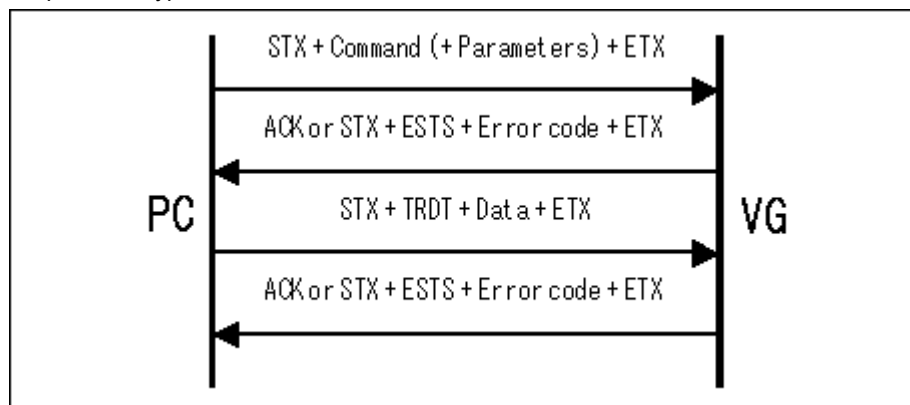 STX + Command (+ Parameters) + ETX
ACK or STX + ESTS + Error code + ETX
PC
STX + TRDT + Data + ETX
VG
ACK or STX + ESTS + Error code + ETX